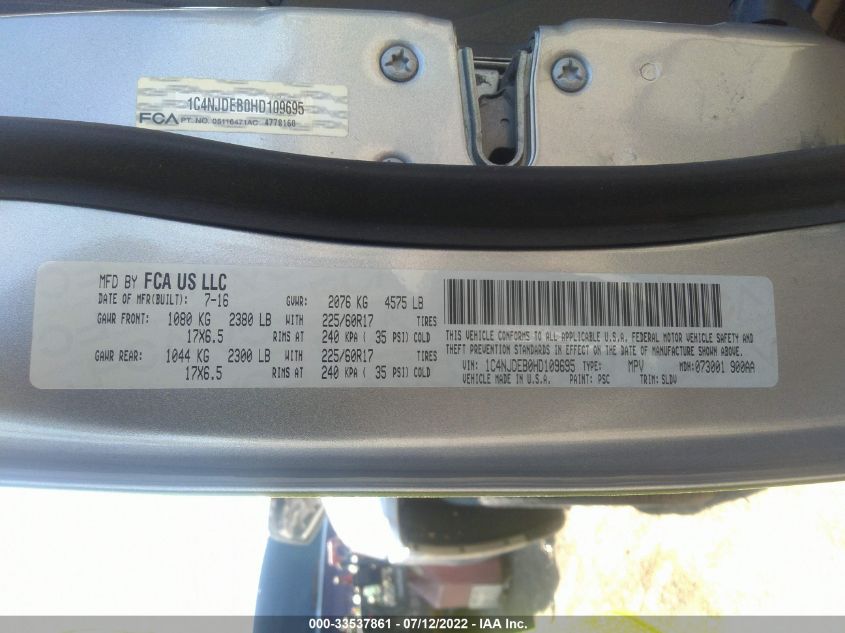 1C4NJDEB0HD109695
FCA PT. NO. 05116471AC 4778160
MFD BY FCA US LLC
DATE OF MFR(BUILT): 7-16 GVWR: 2076 KG 4575 LB
GAWR FRONT: 1080 KG 2380 LB WITH 225/60R17 TIRES
17X6.5 RIMS AT 240 KPA ( 35 PSI) COLD
GAWR REAR: 1044 KG 2300 LB WITH 225/60R17 TIRES
17X6.5 RIMS AT 240 KPA ( 35 PSI) COLD
THIS VEHICLE CONFORMS TO ALL APPLICABLE U.S.A. FEDERAL MOTOR VEHICLE SAFETY AND
THEFT PREVENTION STANDARDS IN EFFECT ON THE DATE OF MANUFACTURE SHOWN ABOVE.
VIN: 1C4NJDEB0HD109695 TYPE: MPV MDH: 073001 900AA
VEHICLE MADE IN U.S.A. PAINT: PSC TRIM: SLDV
000-33537861 - 07/12/2022 - IAA Inc.